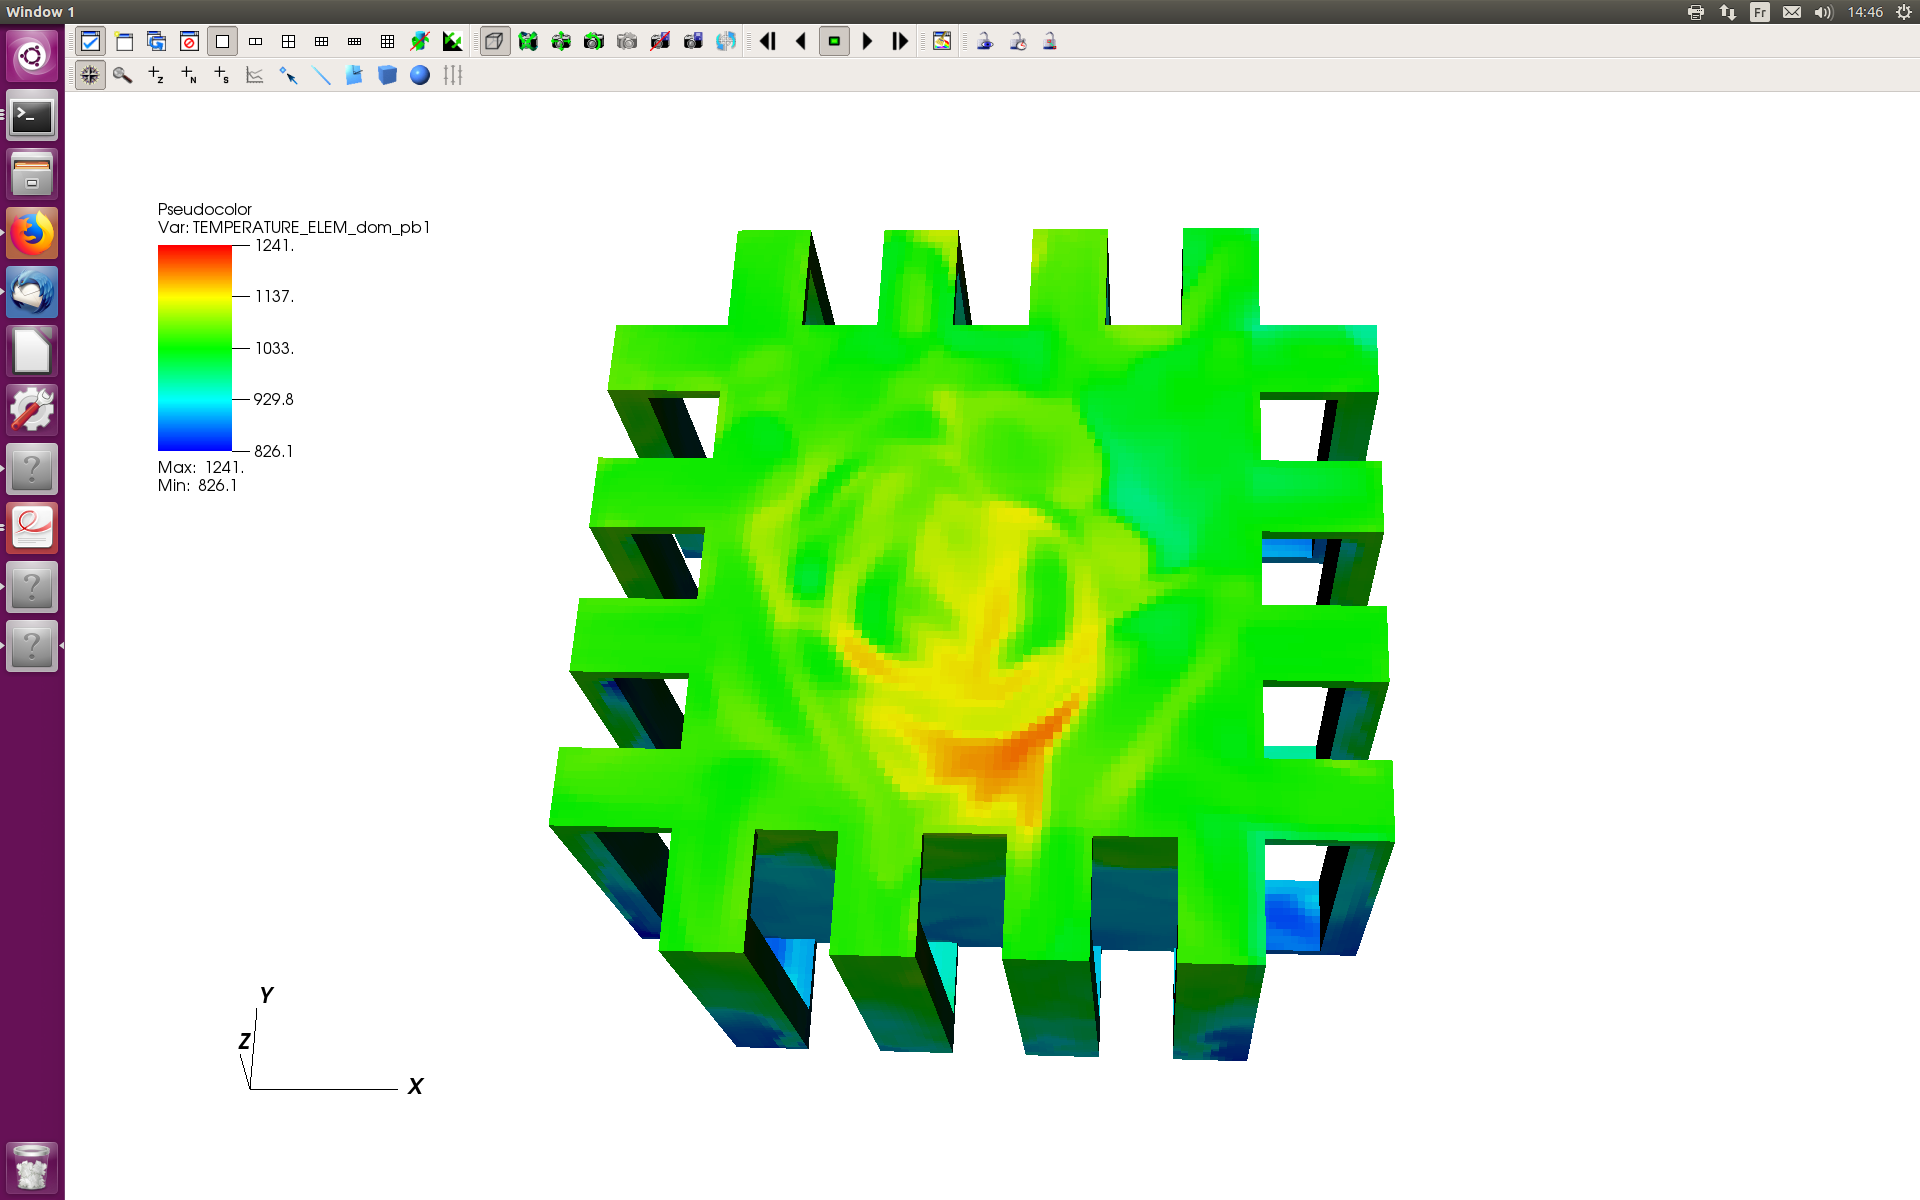 Window 1
Fr
14:46
Pseudocolor
Var: TEMPERATURE_ELEM_dom_pb1
1241.
1137.
1033.
929.8
826.1
Max: 1241.
Min: 826.1
Y
Z
X